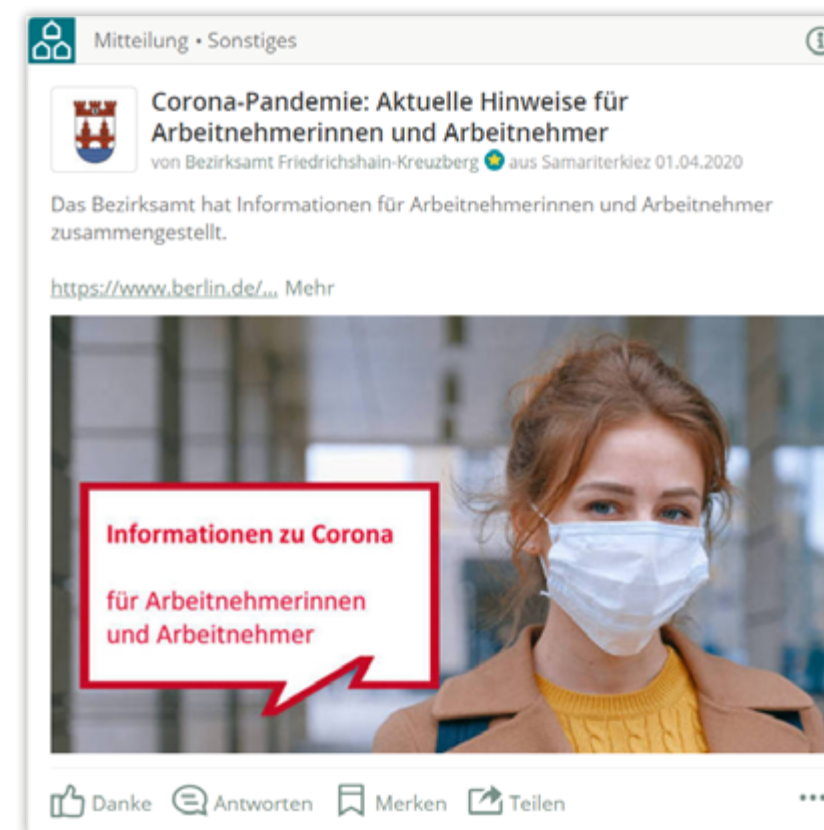 Mitteilung • Sonstiges
Corona-Pandemie: Aktuelle Hinweise für
Arbeitnehmerinnen und Arbeitnehmer
von Bezirksamt Friedrichshain-Kreuzberg aus Samariterkiez 01.04.2020
Das Bezirksamt hat Informationen für Arbeitnehmerinnen und Arbeitnehmer
zusammengestellt.
https://www.berlin.de/... Mehr
Informationen zu Corona
für Arbeitnehmerinnen
und Arbeitnehmer
Danke Antworten Merken Teilen